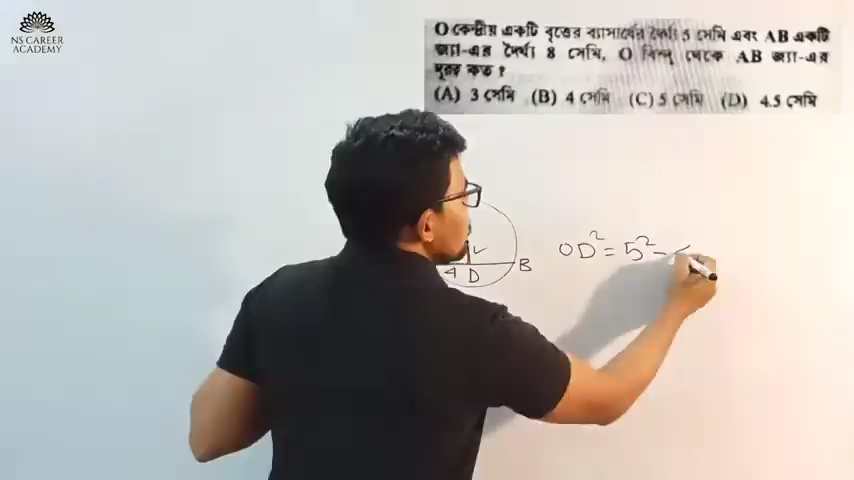 NS CAREER
ACADEMY
O কেন্দ্রীয় একটি বৃত্তের ব্যাসার্ধের দৈর্ঘ্য 5 সেমি এবং AB একটি
জ্যা-এর দৈর্ঘ্য 8 সেমি, O বিন্দু থেকে AB জ্যা-এর
দূরত্ব কত ?
(A) 3 সেমি (B) 4 সেমি (C) 5 সেমি (D) 4.5 সেমি
OD² = 5² -
4 D B